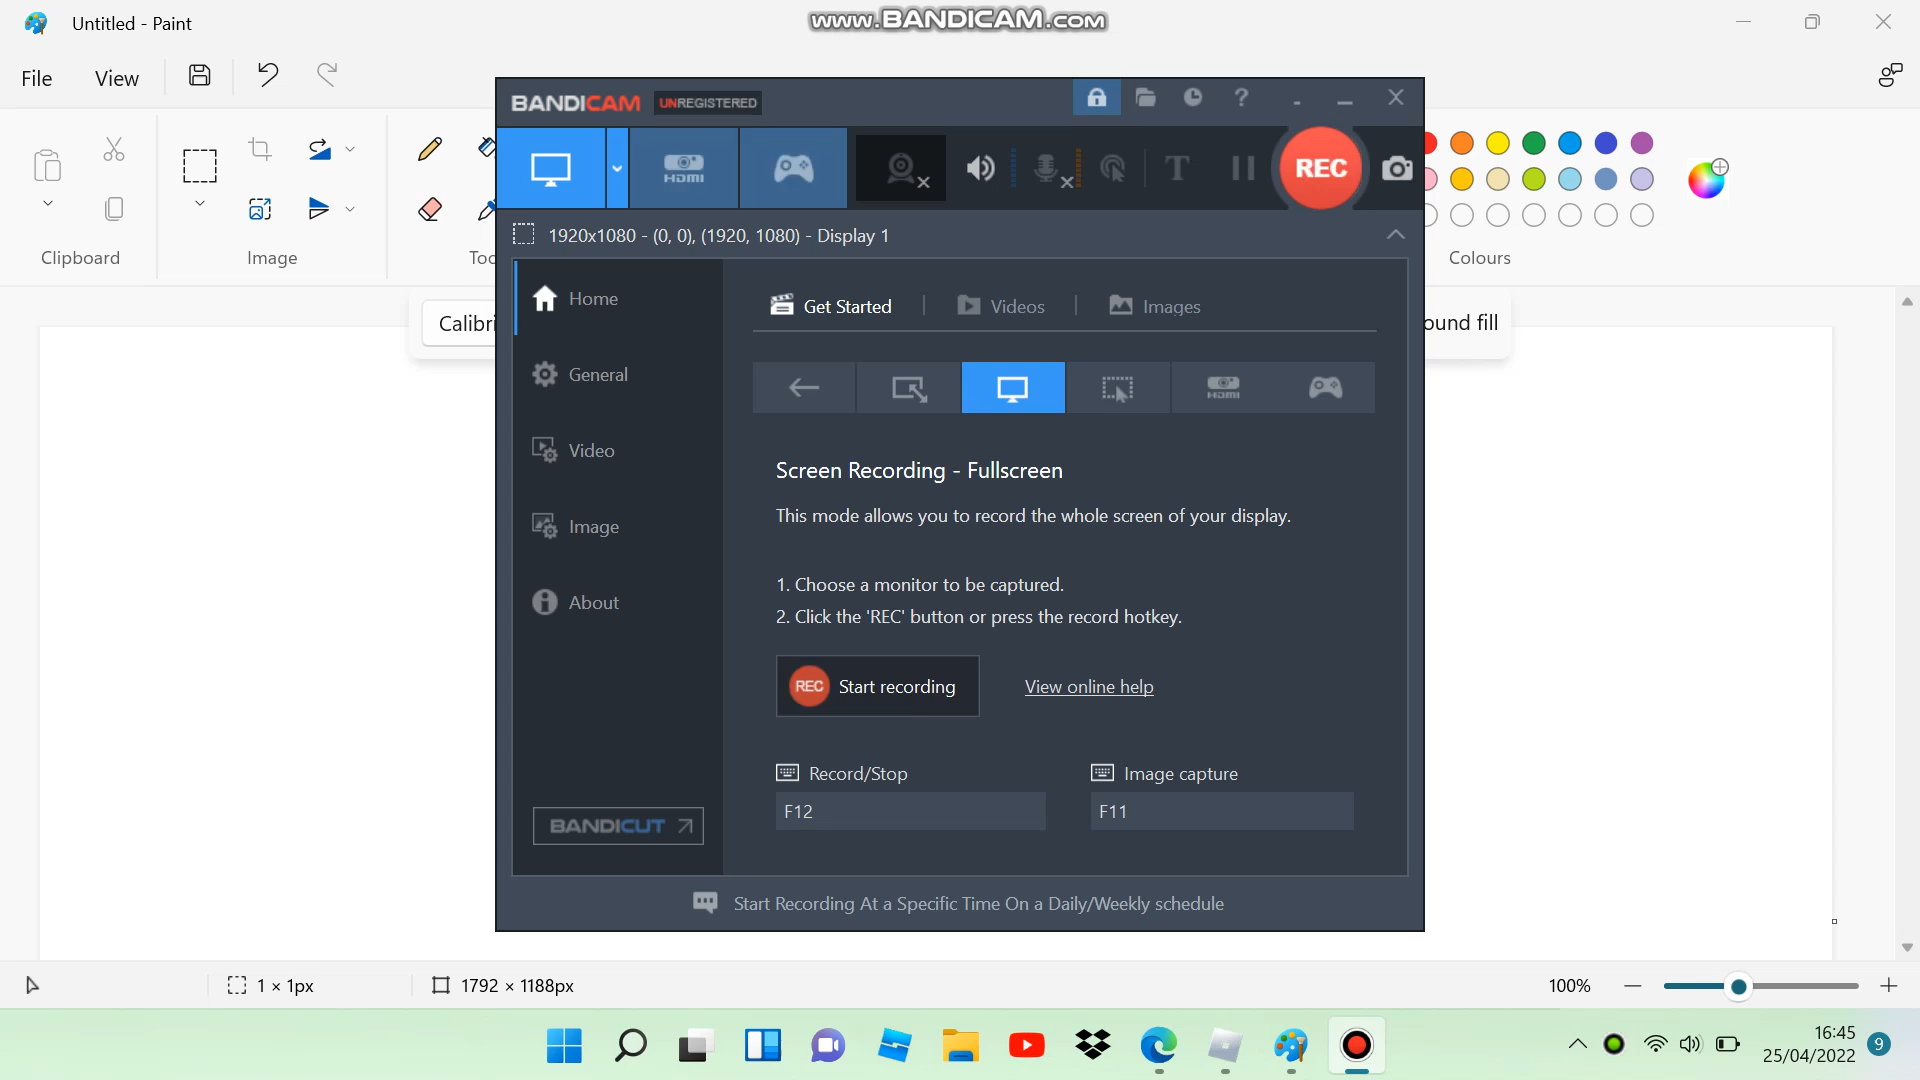 Untitled - Paint
www.BANDICAM.com
File
View
BANDICAM UNREGISTERED
HDMI
T
REC
1920x1080 - (0, 0), (1920, 1080) - Display 1
Clipboard
Image
Colours
Home
Get Started
Videos
Images
Calibri
ound fill
General
HDMI
Video
Screen Recording - Fullscreen
This mode allows you to record the whole screen of your display.
Image
1. Choose a monitor to be captured.
2. Click the 'REC' button or press the record hotkey.
About
REC Start recording
View online help
Record/Stop
Image capture
F12
F11
BANDICUT
Start Recording At a Specific Time On a Daily/Weekly schedule
1 × 1px
1792 × 1188px
100%
16:45
25/04/2022
9